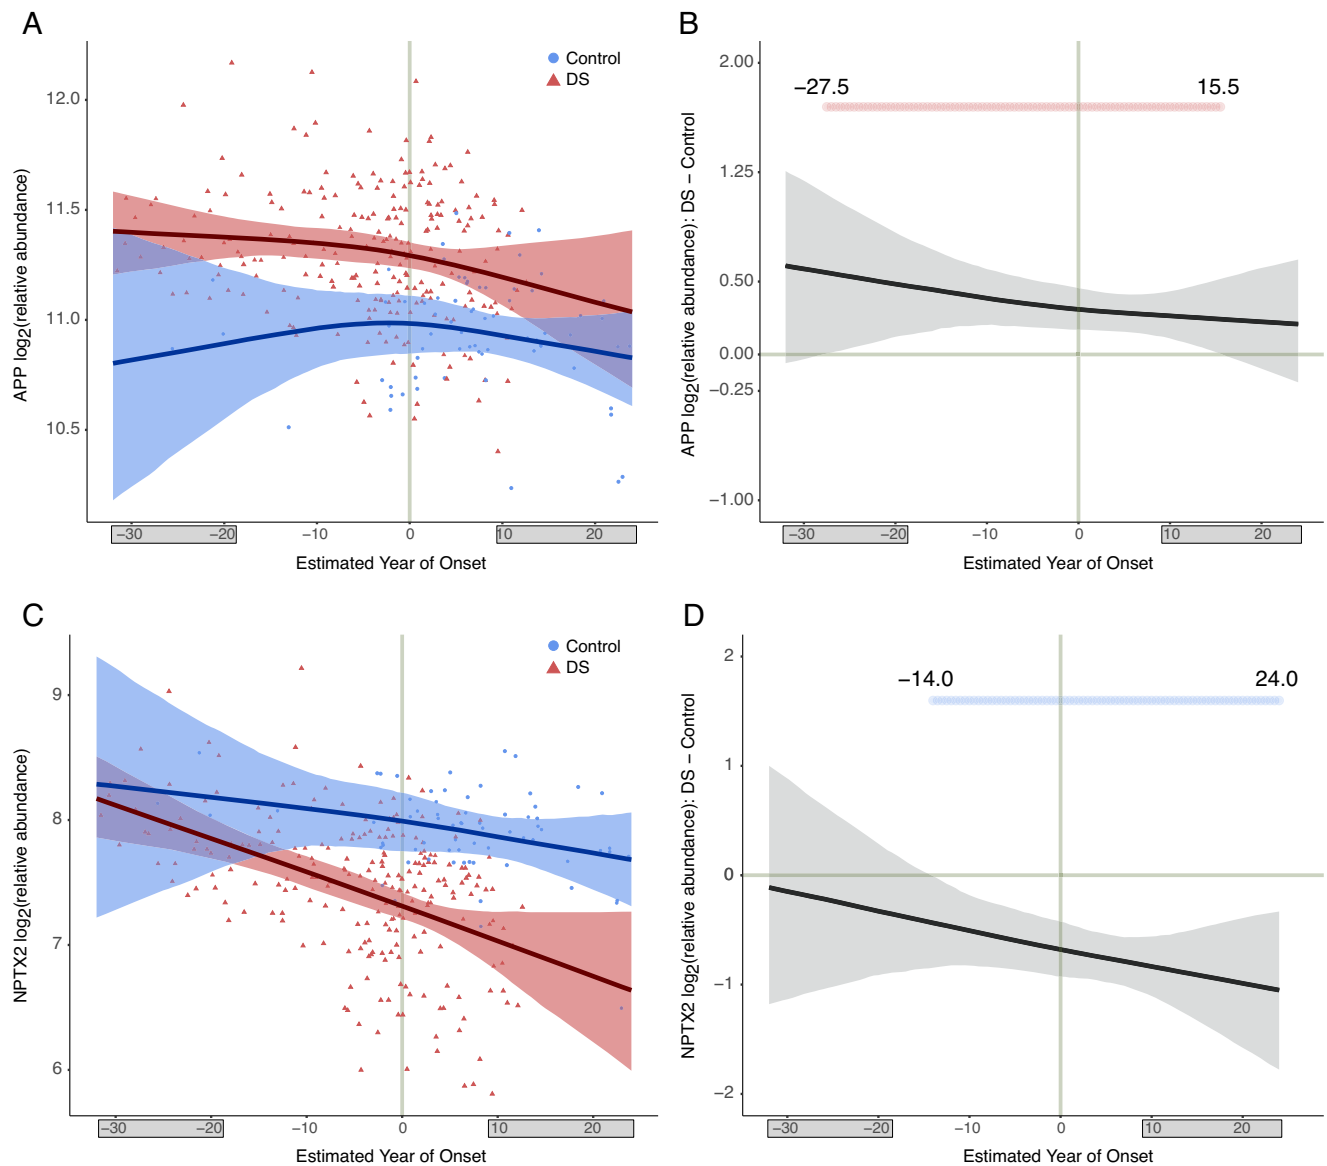 A
Control
DS
12.0
11.5
11.0
10.5
APP log2(relative abundance)
−30 −20 −10 0 10 20
Estimated Year of Onset
B
−27.5 15.5
2.00
1.25
0.50
0.00
−0.25
−1.00
APP log2(relative abundance): DS − Control
−30 −20 −10 0 10 20
Estimated Year of Onset
C
Control
DS
9
8
7
6
NPTX2 log2(relative abundance)
−30 −20 −10 0 10 20
Estimated Year of Onset
D
−14.0 24.0
2
1
0
−1
−2
NPTX2 log2(relative abundance): DS − Control
−30 −20 −10 0 10 20
Estimated Year of Onset